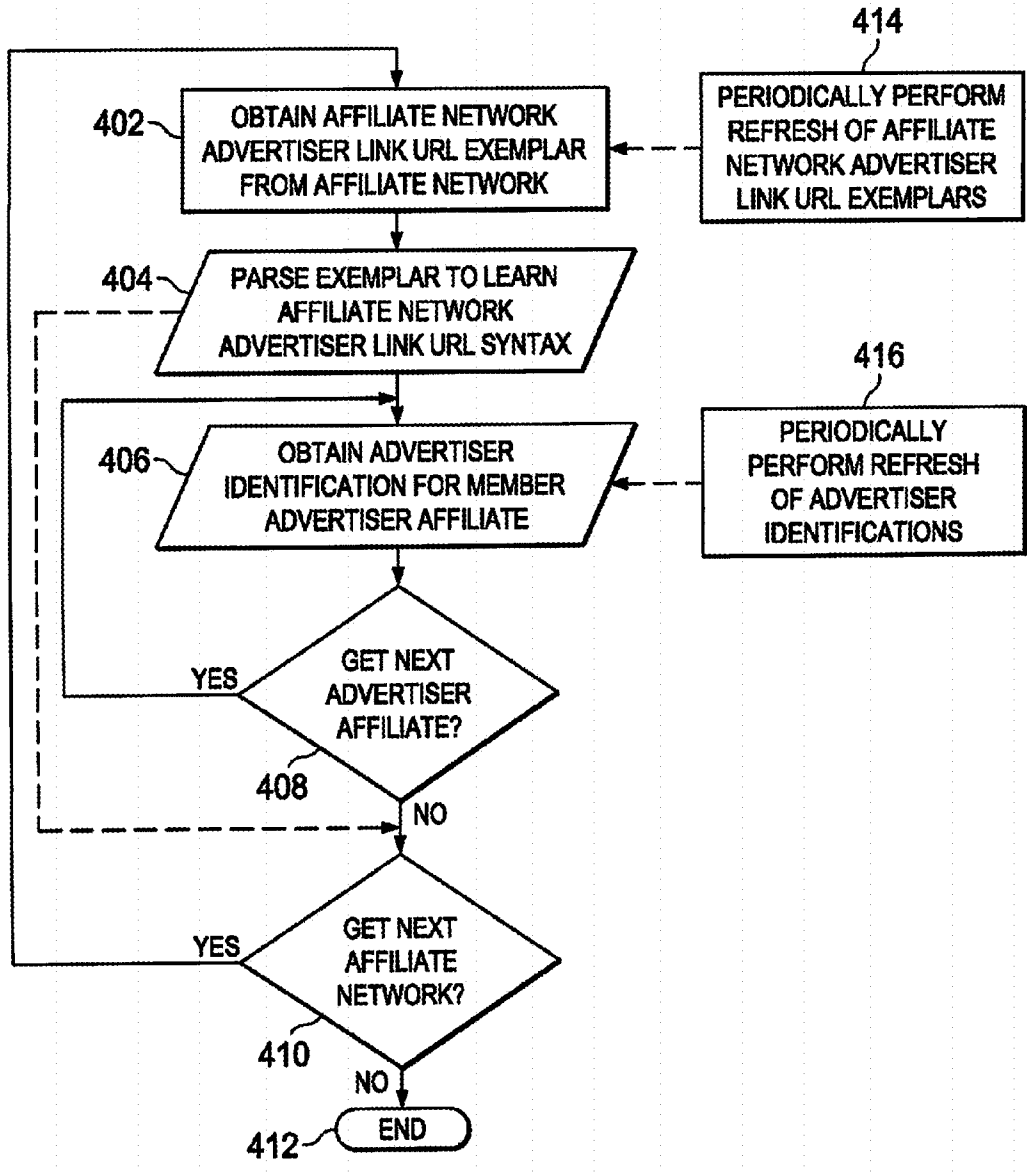 414
402
OBTAIN AFFILIATE NETWORK
ADVERTISER LINK URL EXEMPLAR
FROM AFFILIATE NETWORK
PERIODICALLY PERFORM
REFRESH OF AFFILIATE
NETWORK ADVERTISER
LINK URL EXEMPLARS
404
PARSE EXEMPLAR TO LEARN
AFFILIATE NETWORK
ADVERTISER LINK URL SYNTAX
416
406
OBTAIN ADVERTISER
IDENTIFICATION FOR MEMBER
ADVERTISER AFFILIATE
PERIODICALLY
PERFORM REFRESH
OF ADVERTISER
IDENTIFICATIONS
YES
GET NEXT
ADVERTISER
AFFILIATE?
408
NO
YES
GET NEXT
AFFILIATE
NETWORK?
410
NO
412
END